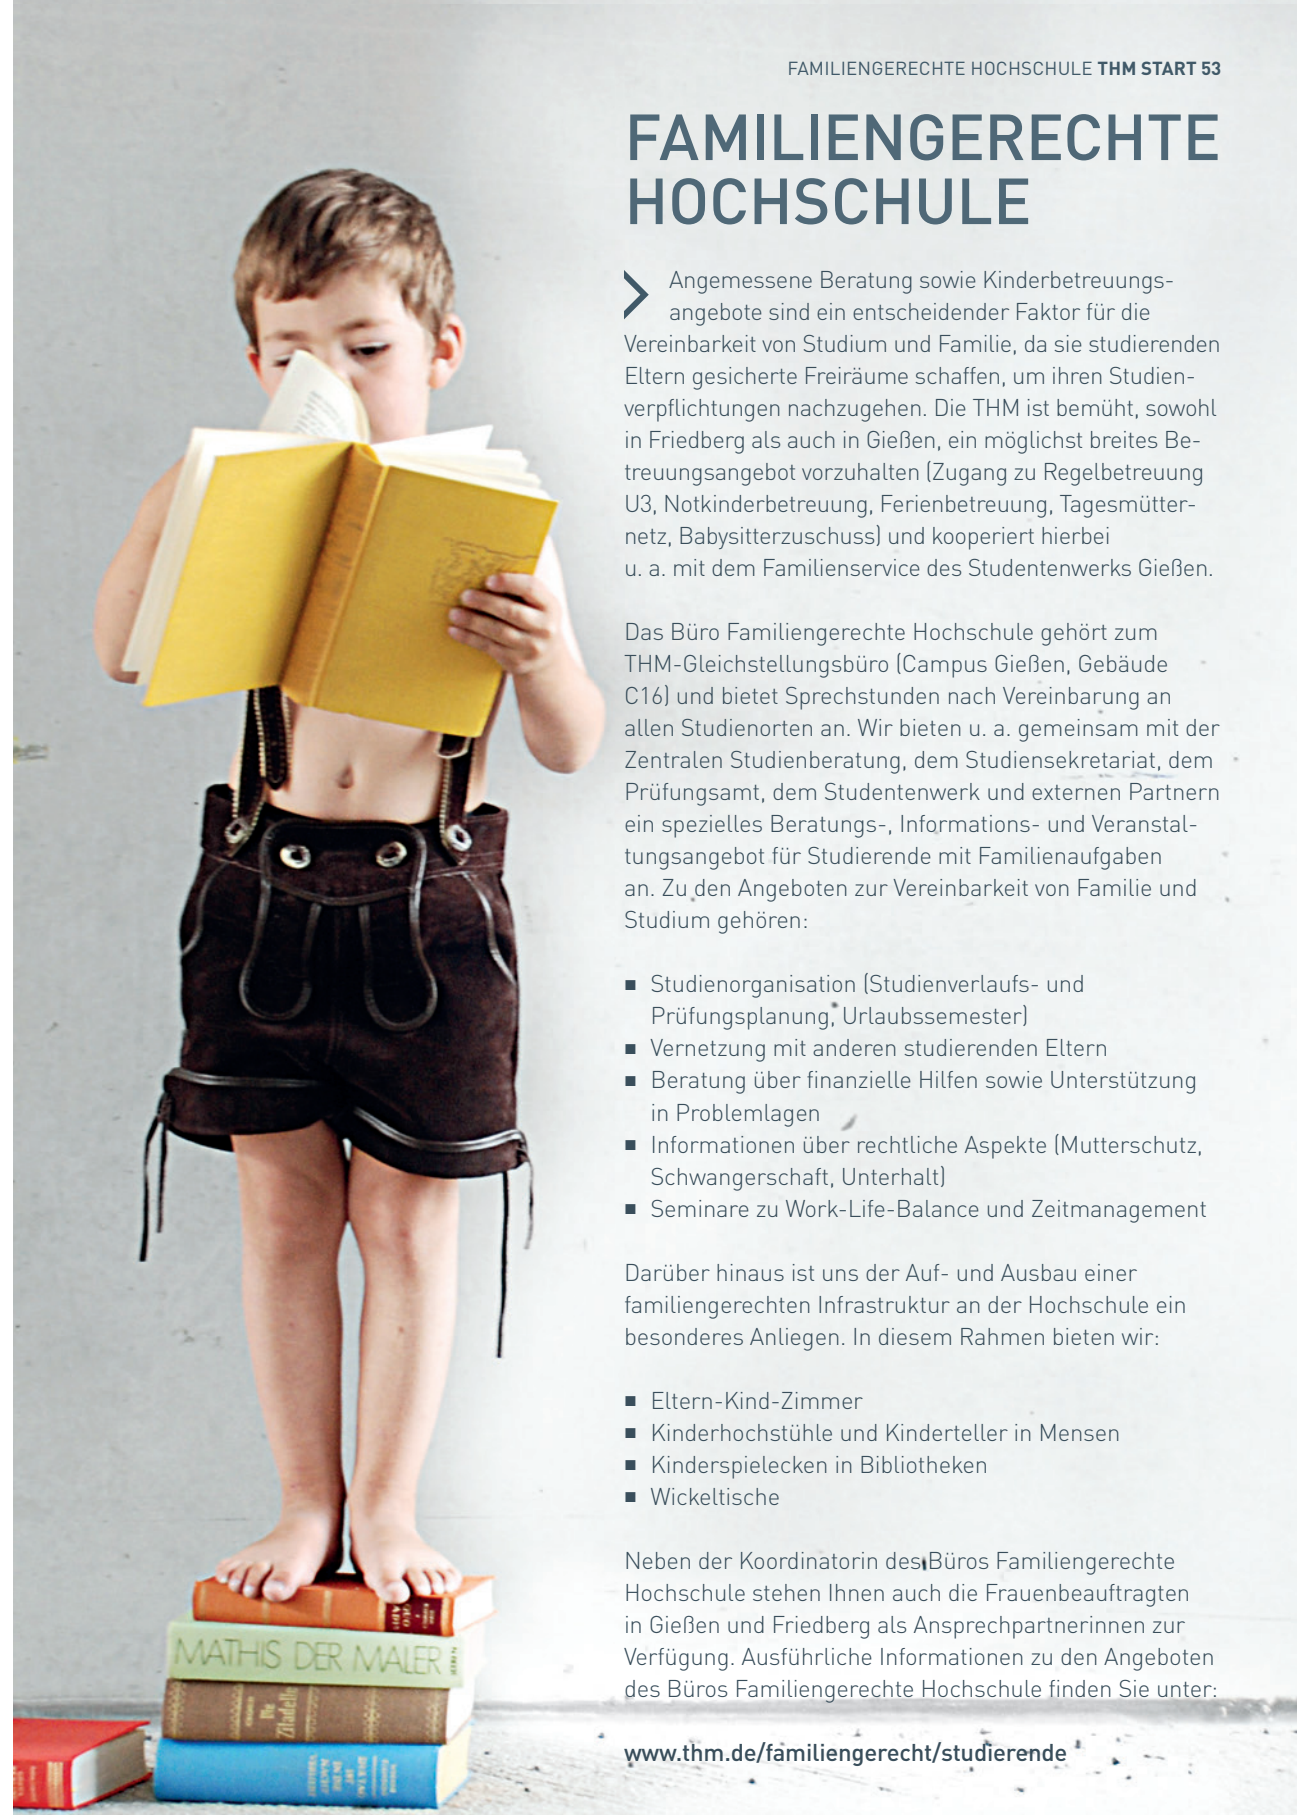 FAMILIENGERECHTE HOCHSCHULE THM START 53
FAMILIENGERECHTE
HOCHSCHULE
Angemessene Beratung sowie Kinderbetreuungs-
angebote sind ein entscheidender Faktor für die
Vereinbarkeit von Studium und Familie, da sie studierenden
Eltern gesicherte Freiräume schaffen, um ihren Studien-
verpflichtungen nachzugehen. Die THM ist bemüht, sowohl
in Friedberg als auch in Gießen, ein möglichst breites Be-
treuungsangebot vorzuhalten (Zugang zu Regelbetreuung
U3, Notkinderbetreuung, Ferienbetreuung, Tagesmütter-
netz, Babysitterzuschuss) und kooperiert hierbei
u. a. mit dem Familienservice des Studentenwerks Gießen.
Das Büro Familiengerechte Hochschule gehört zum
THM-Gleichstellungsbüro (Campus Gießen, Gebäude
C16) und bietet Sprechstunden nach Vereinbarung an
allen Studienorten an. Wir bieten u. a. gemeinsam mit der
Zentralen Studienberatung, dem Studiensekretariat, dem
Prüfungsamt, dem Studentenwerk und externen Partnern
ein spezielles Beratungs-, Informations- und Veranstal-
tungsangebot für Studierende mit Familienaufgaben
an. Zu den Angeboten zur Vereinbarkeit von Familie und
Studium gehören:
■ Studienorganisation (Studienverlaufs- und
Prüfungsplanung, Urlaubssemester)
■ Vernetzung mit anderen studierenden Eltern
■ Beratung über finanzielle Hilfen sowie Unterstützung
in Problemlagen
■ Informationen über rechtliche Aspekte (Mutterschutz,
Schwangerschaft, Unterhalt)
■ Seminare zu Work-Life-Balance und Zeitmanagement
Darüber hinaus ist uns der Auf- und Ausbau einer
familiengerechten Infrastruktur an der Hochschule ein
besonderes Anliegen. In diesem Rahmen bieten wir:
■ Eltern-Kind-Zimmer
■ Kinderhochstühle und Kinderteller in Mensen
■ Kinderspielecken in Bibliotheken
■ Wickeltische
Neben der Koordinatorin des Büros Familiengerechte
Hochschule stehen Ihnen auch die Frauenbeauftragten
in Gießen und Friedberg als Ansprechpartnerinnen zur
Verfügung. Ausführliche Informationen zu den Angeboten
des Büros Familiengerechte Hochschule finden Sie unter:
www.thm.de/familiengerecht/studierende
MATHIS DER MALER
Die
Zitadelle